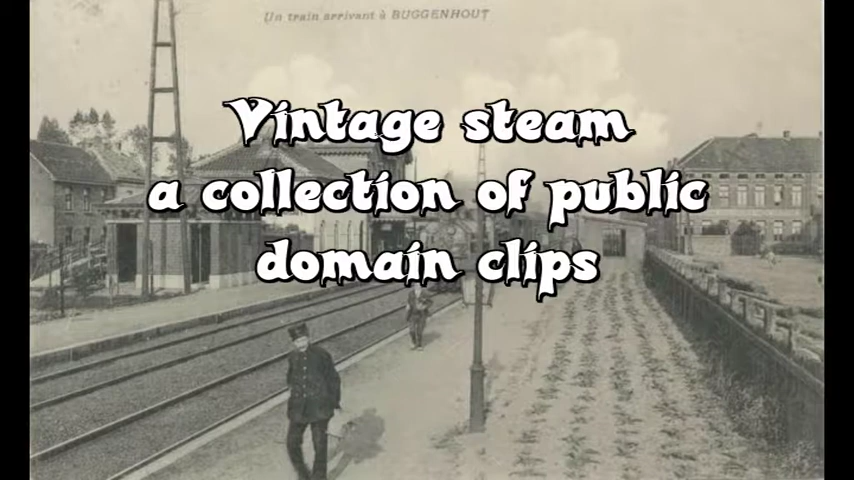 Un train arrivant à BUGGENHOUT
Vintage steam
a collection of public
domain clips